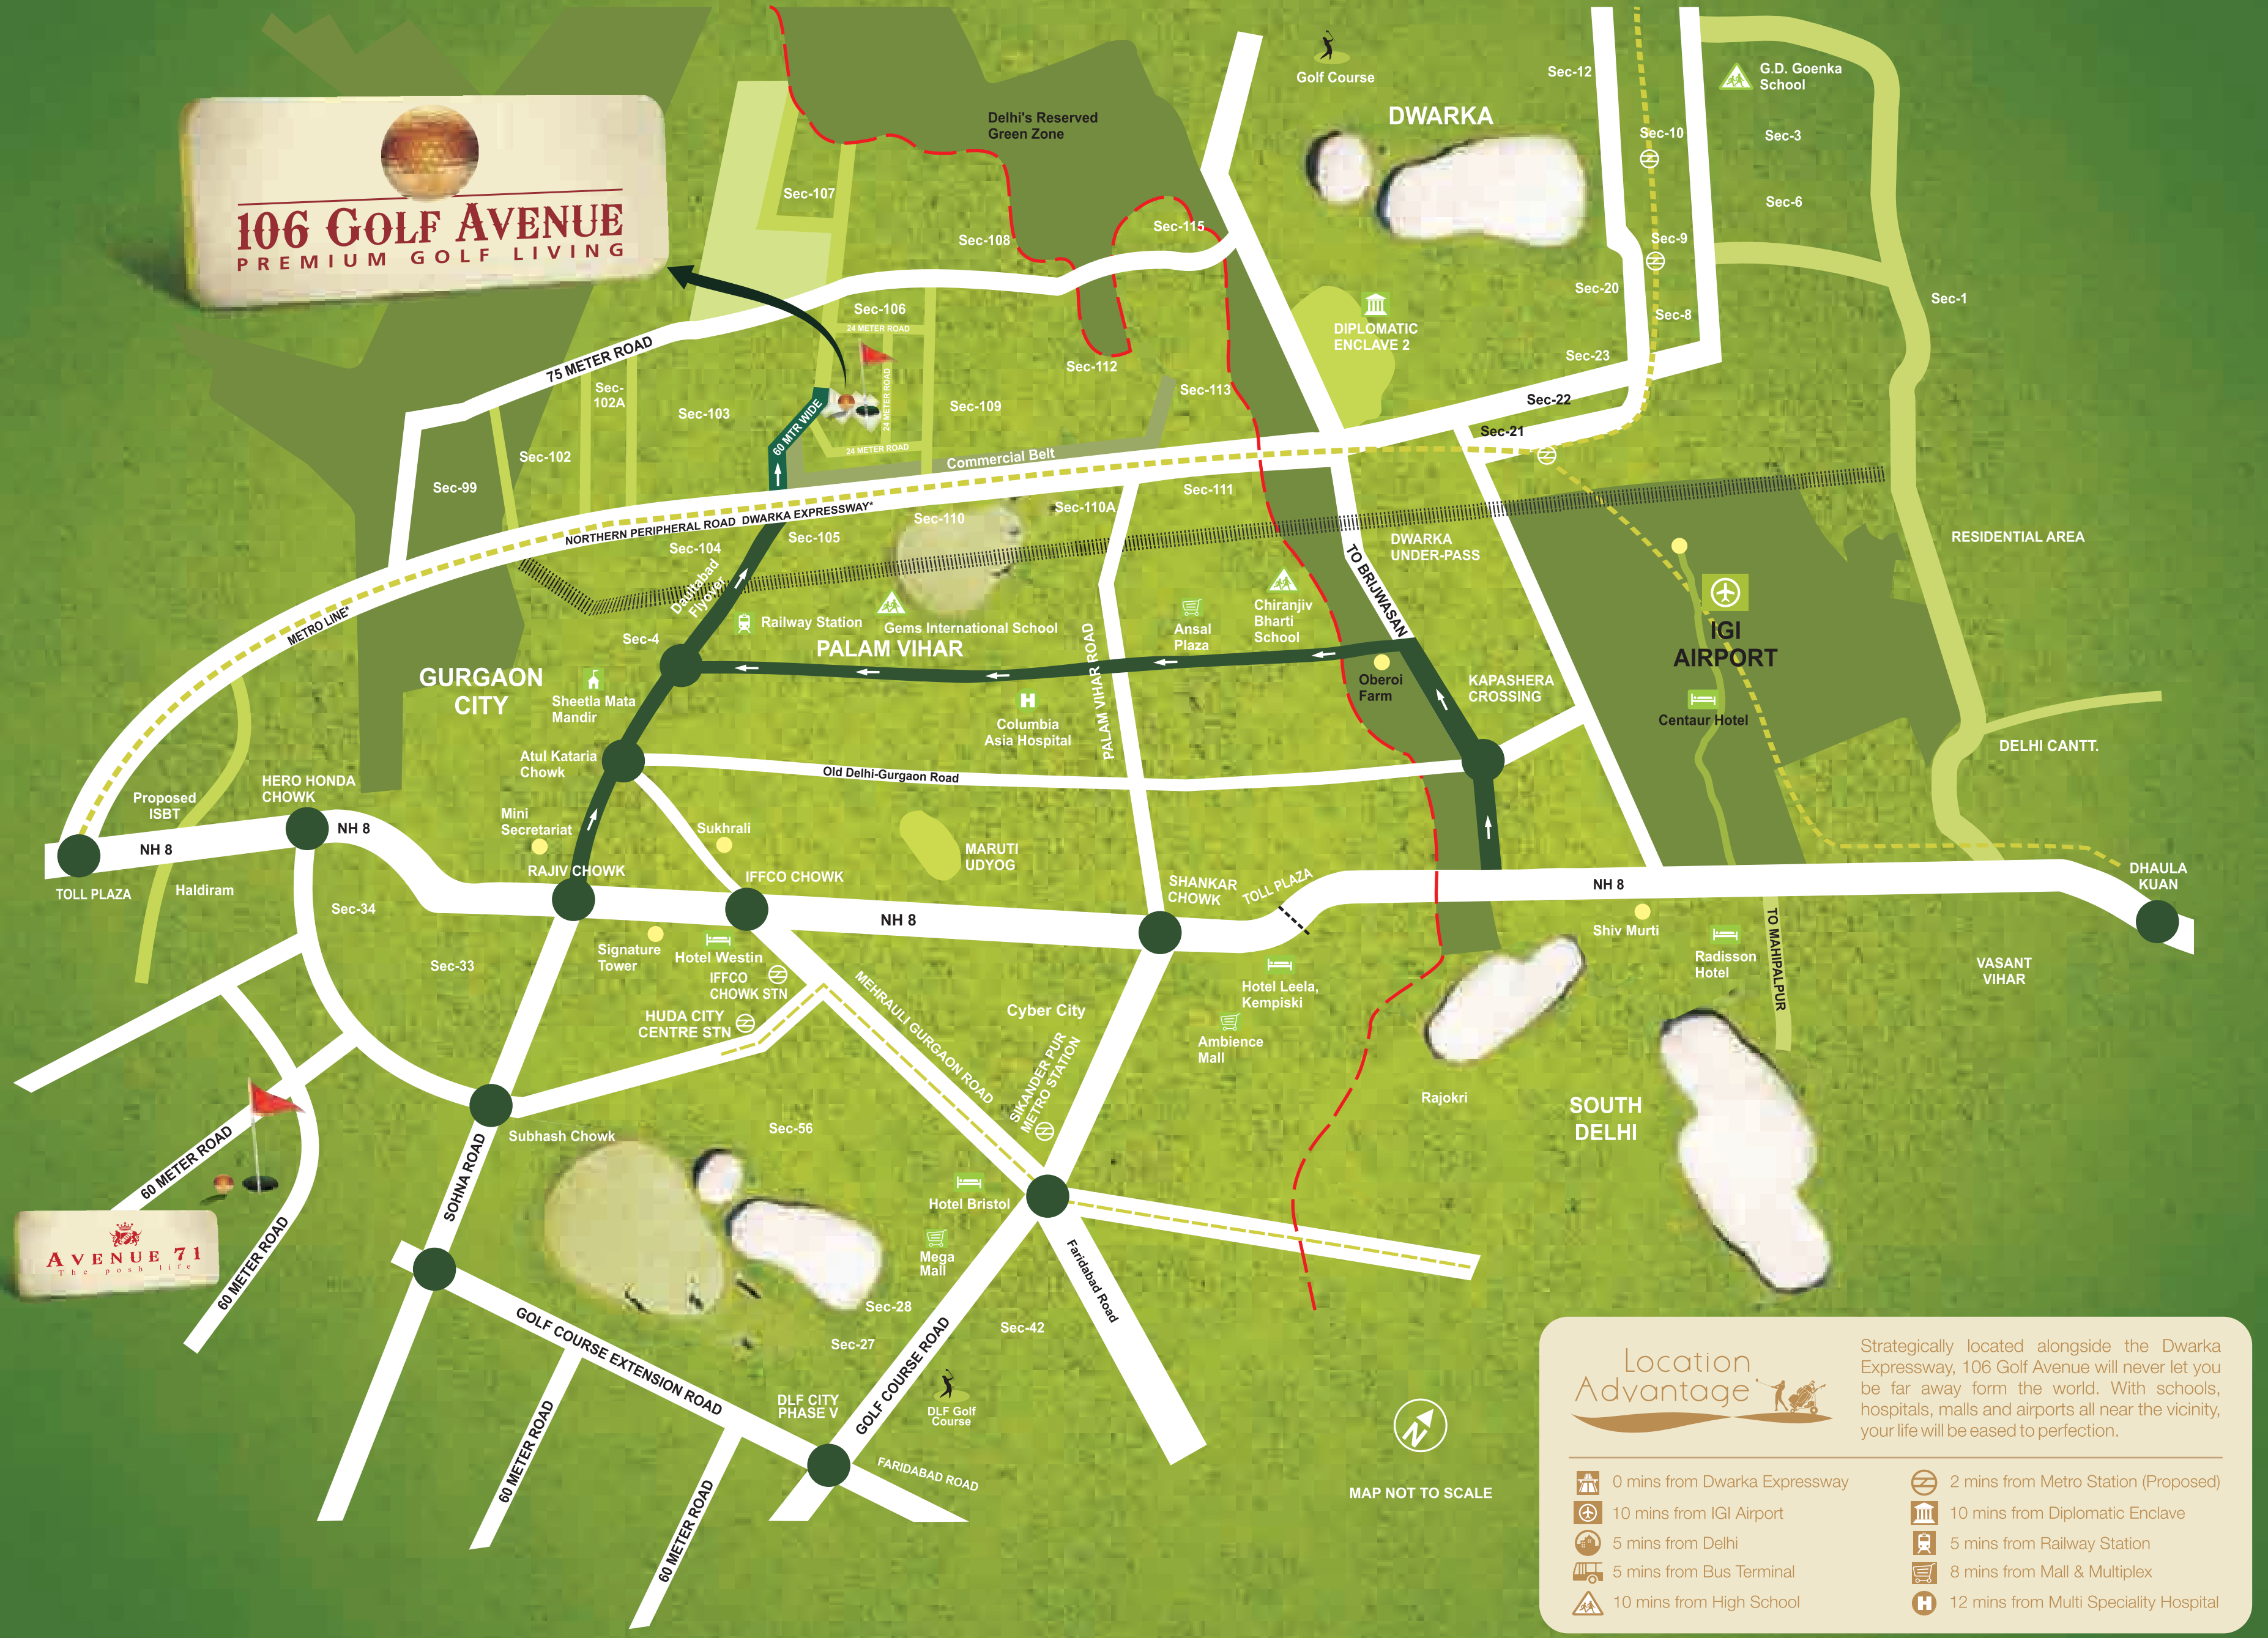 Golf Course
Sec-12
G.D. Goenka
School
DWARKA
Delhi's Reserved
Green Zone
Sec-10
Sec-3
106 GOLF AVENUE
PREMIUM GOLF LIVING
Sec-107
Sec-6
Sec-108
Sec-115
Sec-9
Sec-20
Sec-1
Sec-106
24 METER ROAD
DIPLOMATIC
ENCLAVE 2
Sec-8
75 METER ROAD
Sec-112
Sec-23
Sec-
102A
Sec-103
24 METER ROAD
Sec-109
Sec-113
Sec-22
60 MTR WIDE
24 METER ROAD
Sec-21
Sec-102
Commercial Belt
Sec-99
Sec-111
NORTHERN PERIPHERAL ROAD DWARKA EXPRESSWAY*
Sec-110
Sec-110A
Sec-104
Sec-105
DWARKA
UNDER-PASS
RESIDENTIAL AREA
Daultabad
Flyover
TO BRIJWASAN
METRO LINE*
Sec-4
Railway Station
Gems International School
PALAM VIHAR
Ansal
Plaza
Chiranjiv
Bharti
School
IGI
AIRPORT
GURGAON
CITY
Sheetla Mata
Mandir
Columbia
Asia Hospital
PALAM VIHAR ROAD
Oberoi
Farm
KAPASHERA
CROSSING
Centaur Hotel
DELHI CANTT.
Atul Kataria
Chowk
Old Delhi-Gurgaon Road
HERO HONDA
CHOWK
Proposed
ISBT
Mini
Secretariat
Sukhrali
NH 8
NH 8
MARUTI
UDYOG
TOLL PLAZA
Haldiram
RAJIV CHOWK
IFFCO CHOWK
SHANKAR
CHOWK
TOLL PLAZA
NH 8
DHAULA
KUAN
Sec-34
NH 8
Signature
Tower
Hotel Westin
Shiv Murti
TO MAHIPALPUR
Radisson
Hotel
VASANT
VIHAR
Sec-33
IFFCO
CHOWK STN
MEHRAULI GURGAON ROAD
Hotel Leela,
Kempiski
HUDA CITY
CENTRE STN
Cyber City
Ambience
Mall
SIKANDER PUR
METRO STATION
Rajokri
SOUTH
DELHI
Subhash Chowk
Sec-56
60 METER ROAD
SOHNA ROAD
Hotel Bristol
AVENUE 71
The posh life
60 METER ROAD
Mega
Mall
Faridabad Road
Sec-28
Sec-27
Sec-42
GOLF COURSE EXTENSION ROAD
GOLF COURSE ROAD
DLF CITY
PHASE V
DLF Golf
Course
FARIDABAD ROAD
60 METER ROAD
60 METER ROAD
N
MAP NOT TO SCALE
Location
Advantage
Strategically located alongside the Dwarka
Expressway, 106 Golf Avenue will never let you
be far away form the world. With schools,
hospitals, malls and airports all near the vicinity,
your life will be eased to perfection.
0 mins from Dwarka Expressway
10 mins from IGI Airport
5 mins from Delhi
5 mins from Bus Terminal
10 mins from High School
2 mins from Metro Station (Proposed)
10 mins from Diplomatic Enclave
5 mins from Railway Station
8 mins from Mall & Multiplex
H 12 mins from Multi Speciality Hospital